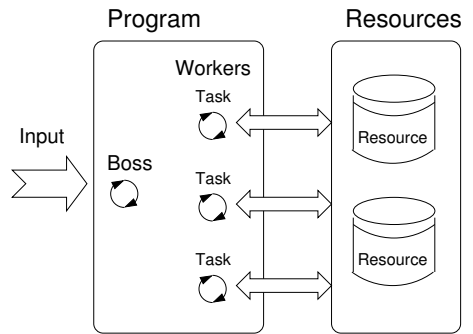 Program
Resources
Workers
Task
Input
Resource
Boss
Task
Task
Resource